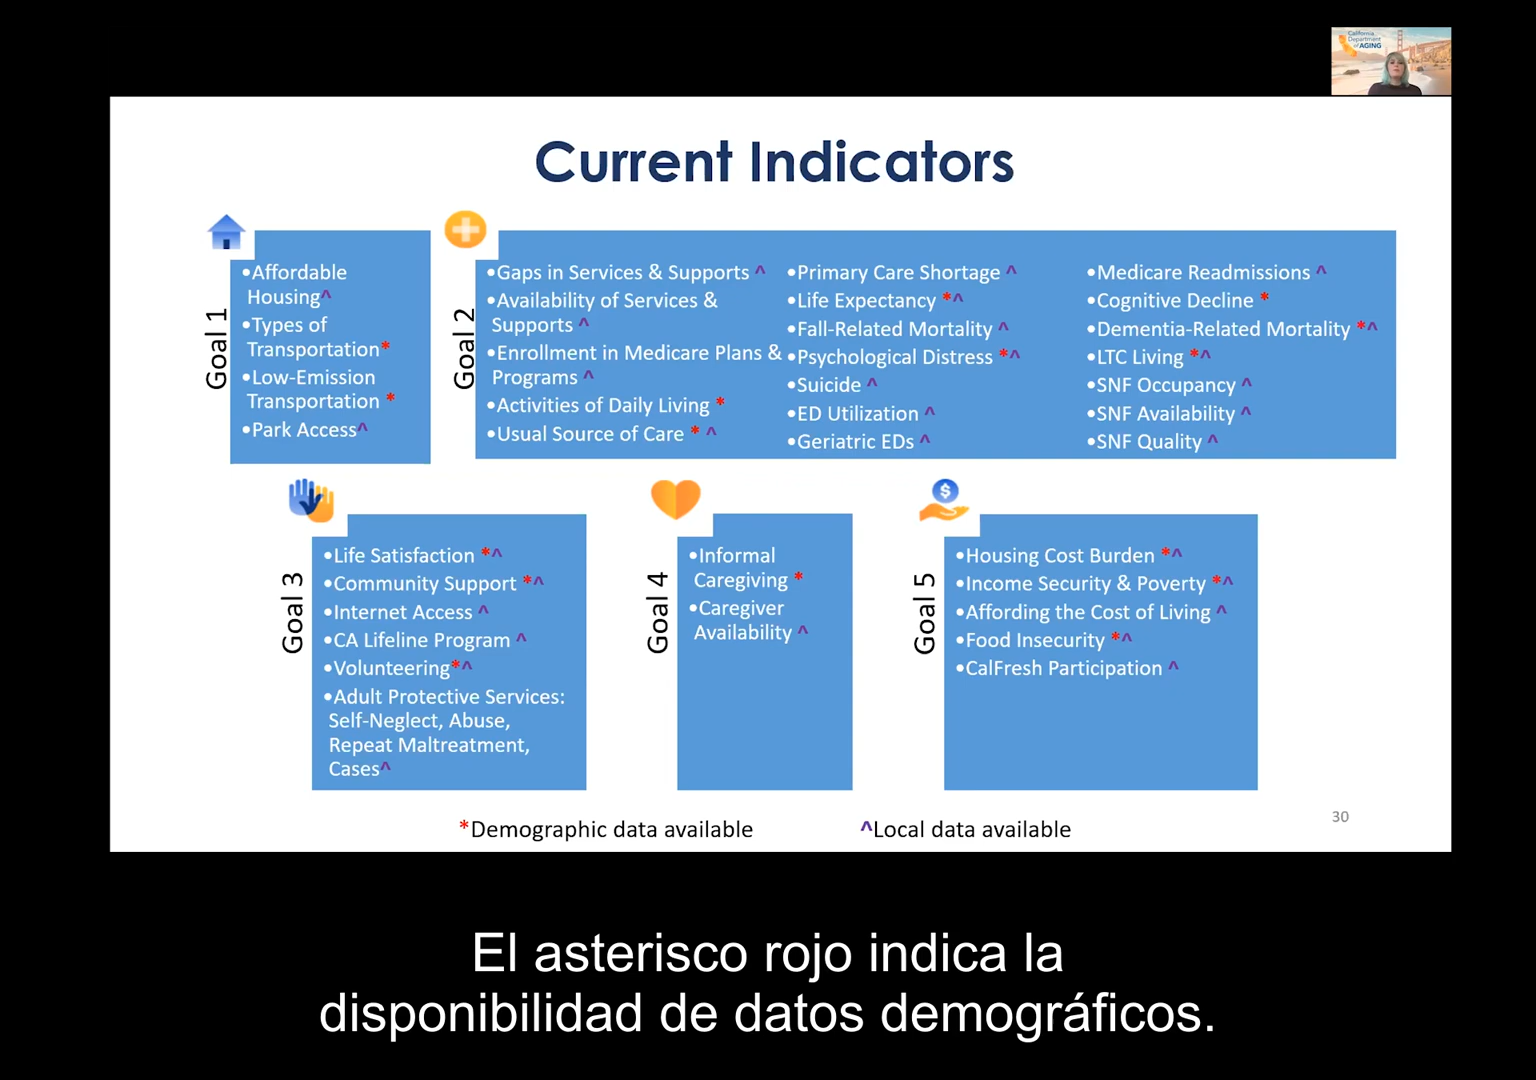 California
Department
of AGING
Current Indicators
Goal 1
•Affordable
Housing^
•Types of
Transportation*
•Low-Emission
Transportation *
•Park Access^
Goal 2
•Gaps in Services & Supports ^
•Availability of Services &
Supports ^
•Enrollment in Medicare Plans &
Programs ^
•Activities of Daily Living *
•Usual Source of Care * ^
•Primary Care Shortage ^
•Life Expectancy *^
•Fall-Related Mortality ^
•Psychological Distress *^
•Suicide ^
•ED Utilization ^
•Geriatric EDs ^
•Medicare Readmissions ^
•Cognitive Decline *
•Dementia-Related Mortality *^
•LTC Living *^
•SNF Occupancy ^
•SNF Availability ^
•SNF Quality ^
Goal 3
•Life Satisfaction *^
•Community Support *^
•Internet Access ^
•CA Lifeline Program ^
•Volunteering*^
•Adult Protective Services:
Self-Neglect, Abuse,
Repeat Maltreatment,
Cases^
Goal 4
•Informal
Caregiving *
•Caregiver
Availability ^
Goal 5
$
•Housing Cost Burden *^
•Income Security & Poverty *^
•Affording the Cost of Living ^
•Food Insecurity *^
•CalFresh Participation ^
*Demographic data available
^Local data available
30
El asterisco rojo indica la
disponibilidad de datos demográficos.